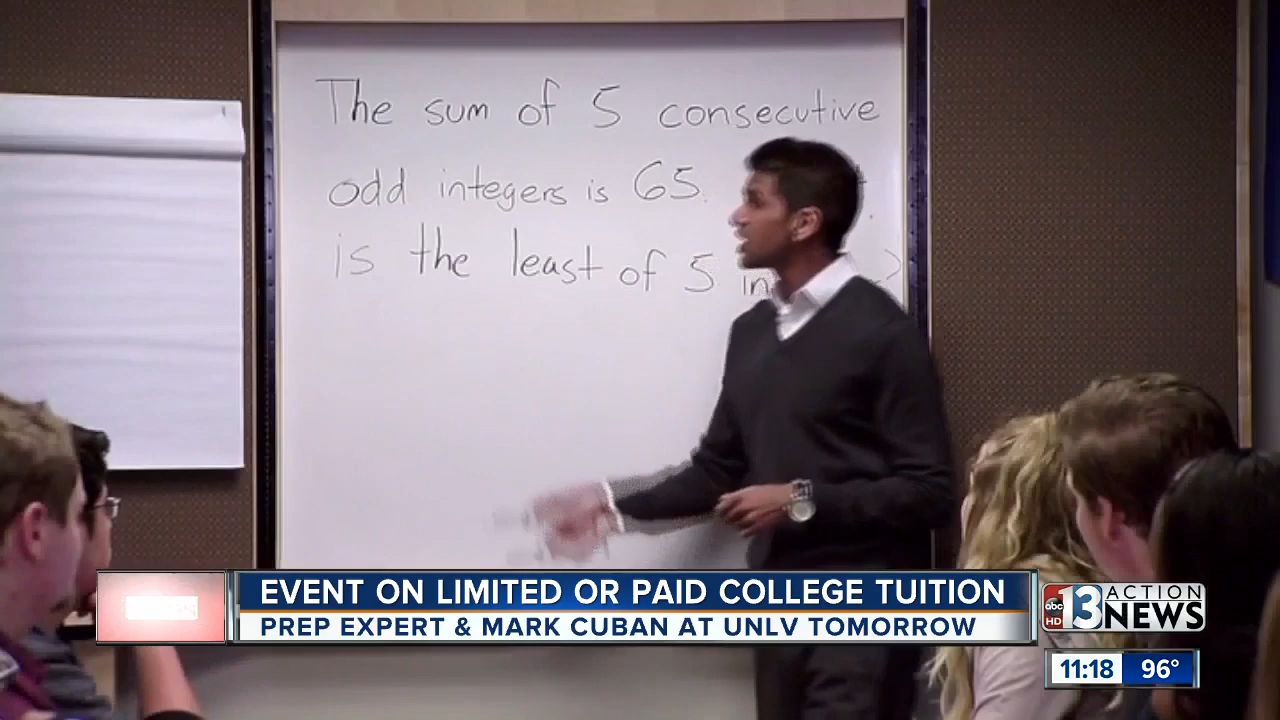 The sum of 5 consecutive
odd integers is 65.
is the least of 5 in
EVENT ON LIMITED OR PAID COLLEGE TUITION
PREP EXPERT & MARK CUBAN AT UNLV TOMORROW
abc HD 13 ACTION NEWS
11:18 96°